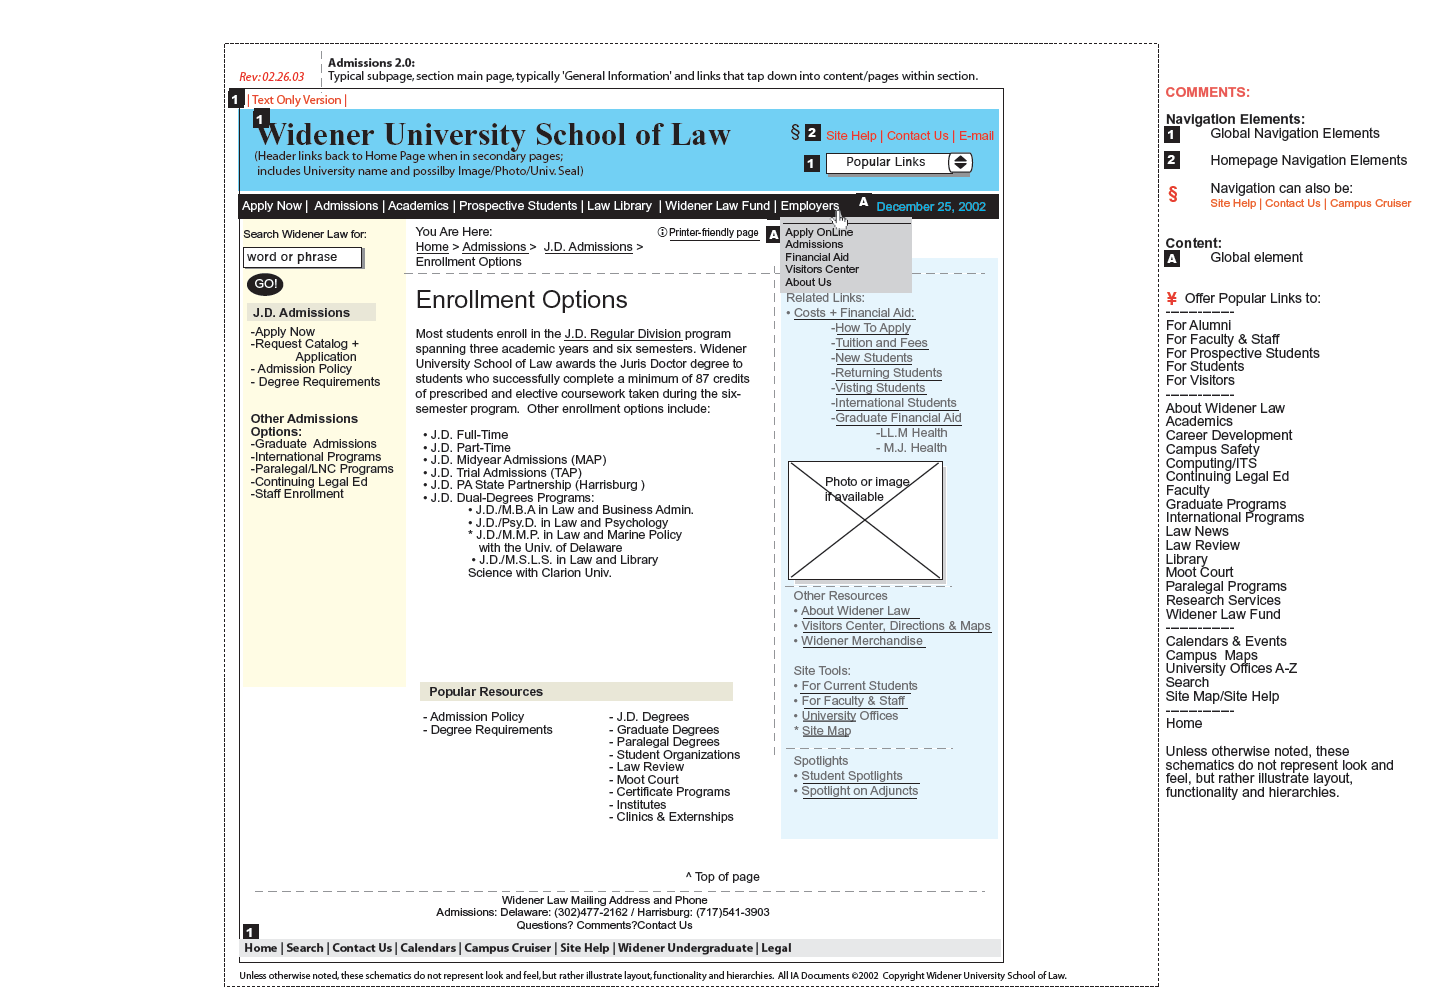 Admissions 2.0:
Rev: 02.26.03
Typical subpage, section main page, typically 'General Information' and links that tap down into content/pages within section.
1 | Text Only Version |
1
Widener University School of Law
(Header links back to Home Page when in secondary pages;
includes University name and possilby Image/Photo/Univ. Seal)
§ 2 Site Help | Contact Us | E-mail
1 Popular Links
Apply Now | Admissions | Academics | Prospective Students | Law Library | Widener Law Fund | Employers A December 25, 2002
Search Widener Law for:
word or phrase
GO!
J.D. Admissions
-Apply Now
-Request Catalog +
Application
- Admission Policy
- Degree Requirements
Other Admissions
Options:
-Graduate Admissions
-International Programs
-Paralegal/LNC Programs
-Continuing Legal Ed
-Staff Enrollment
You Are Here:
Home > Admissions > J.D. Admissions >
Enrollment Options
Printer-friendly page A
Enrollment Options
Most students enroll in the J.D. Regular Division program
spanning three academic years and six semesters. Widener
University School of Law awards the Juris Doctor degree to
students who successfully complete a minimum of 87 credits
of prescribed and elective coursework taken during the six-
semester program. Other enrollment options include:
• J.D. Full-Time
• J.D. Part-Time
• J.D. Midyear Admissions (MAP)
• J.D. Trial Admissions (TAP)
• J.D. PA State Partnership (Harrisburg )
• J.D. Dual-Degrees Programs:
• J.D./M.B.A in Law and Business Admin.
• J.D./Psy.D. in Law and Psychology
* J.D./M.M.P. in Law and Marine Policy
with the Univ. of Delaware
• J.D./M.S.L.S. in Law and Library
Science with Clarion Univ.
Popular Resources
- Admission Policy
- Degree Requirements
- J.D. Degrees
- Graduate Degrees
- Paralegal Degrees
- Student Organizations
- Law Review
- Moot Court
- Certificate Programs
- Institutes
- Clinics & Externships
Apply OnLine
Admissions
Financial Aid
Visitors Center
About Us
Related Links:
• Costs + Financial Aid:
-How To Apply
-Tuition and Fees
-New Students
-Returning Students
-Visting Students
-International Students
-Graduate Financial Aid
-LL.M Health
- M.J. Health
Photo or image
if available
Other Resources
• About Widener Law
• Visitors Center, Directions & Maps
• Widener Merchandise
Site Tools:
• For Current Students
• For Faculty & Staff
• University Offices
* Site Map
Spotlights
• Student Spotlights
• Spotlight on Adjuncts
^ Top of page
Widener Law Mailing Address and Phone
Admissions: Delaware: (302)477-2162 / Harrisburg: (717)541-3903
Questions? Comments?Contact Us
1
Home | Search | Contact Us | Calendars | Campus Cruiser | Site Help | Widener Undergraduate | Legal
Unless otherwise noted, these schematics do not represent look and feel, but rather illustrate layout, functionality and hierarchies. All IA Documents ©2002 Copyright Widener University School of Law.
COMMENTS:
Navigation Elements:
1 Global Navigation Elements
2 Homepage Navigation Elements
§ Navigation can also be:
Site Help | Contact Us | Campus Cruiser
Content:
A Global element
¥ Offer Popular Links to:
----------------
For Alumni
For Faculty & Staff
For Prospective Students
For Students
For Visitors
----------------
About Widener Law
Academics
Career Development
Campus Safety
Computing/ITS
Continuing Legal Ed
Faculty
Graduate Programs
International Programs
Law News
Law Review
Library
Moot Court
Paralegal Programs
Research Services
Widener Law Fund
----------------
Calendars & Events
Campus Maps
University Offices A-Z
Search
Site Map/Site Help
----------------
Home
Unless otherwise noted, these
schematics do not represent look and
feel, but rather illustrate layout,
functionality and hierarchies.